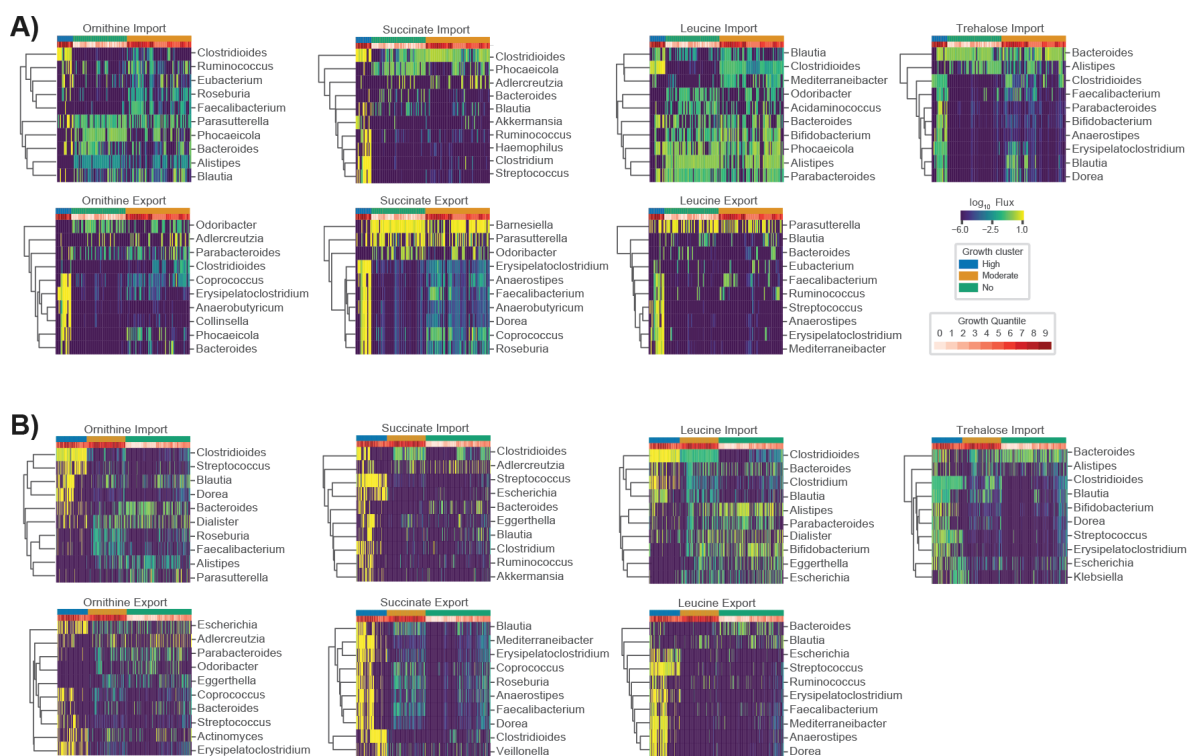 A)
Ornithine Import
Clostridioides
Ruminococcus
Eubacterium
Roseburia
Faecalibacterium
Parasutterella
Phocaeicola
Bacteroides
Alistipes
Blautia
Succinate Import
Clostridioides
Phocaeicola
Adlercreutzia
Bacteroides
Blautia
Akkermansia
Ruminococcus
Haemophilus
Clostridium
Streptococcus
Leucine Import
Blautia
Clostridioides
Mediterraneibacter
Odoribacter
Acidaminococcus
Bacteroides
Bifidobacterium
Phocaeicola
Alistipes
Parabacteroides
Trehalose Import
Bacteroides
Alistipes
Clostridioides
Faecalibacterium
Parabacteroides
Bifidobacterium
Anaerostipes
Erysipelatoclostridium
Blautia
Dorea
Ornithine Export
Odoribacter
Adlercreutzia
Parabacteroides
Clostridioides
Coprococcus
Erysipelatoclostridium
Anaerobutyricum
Collinsella
Phocaeicola
Bacteroides
Succinate Export
Barnesiella
Parasutterella
Odoribacter
Erysipelatoclostridium
Anaerostipes
Faecalibacterium
Anaerobutyricum
Dorea
Coprococcus
Roseburia
Leucine Export
Parasutterella
Blautia
Bacteroides
Eubacterium
Faecalibacterium
Ruminococcus
Streptococcus
Anaerostipes
Erysipelatoclostridium
Mediterraneibacter
log10 Flux
−6.0 −2.5 1.0
Growth cluster
High
Moderate
No
Growth Quantile
0 1 2 3 4 5 6 7 8 9
B)
Ornithine Import
Clostridioides
Streptococcus
Blautia
Dorea
Bacteroides
Dialister
Roseburia
Faecalibacterium
Alistipes
Parasutterella
Succinate Import
Clostridioides
Adlercreutzia
Streptococcus
Escherichia
Bacteroides
Eggerthella
Blautia
Clostridium
Ruminococcus
Akkermansia
Leucine Import
Clostridioides
Bacteroides
Clostridium
Blautia
Alistipes
Parabacteroides
Dialister
Bifidobacterium
Eggerthella
Escherichia
Trehalose Import
Bacteroides
Alistipes
Clostridioides
Blautia
Bifidobacterium
Dorea
Streptococcus
Erysipelatoclostridium
Escherichia
Klebsiella
Ornithine Export
Escherichia
Adlercreutzia
Parabacteroides
Odoribacter
Eggerthella
Coprococcus
Bacteroides
Streptococcus
Actinomyces
Erysipelatoclostridium
Succinate Export
Blautia
Mediterraneibacter
Erysipelatoclostridium
Coprococcus
Roseburia
Anaerostipes
Faecalibacterium
Dorea
Clostridioides
Veillonella
Leucine Export
Bacteroides
Blautia
Escherichia
Streptococcus
Ruminococcus
Erysipelatoclostridium
Faecalibacterium
Mediterraneibacter
Anaerostipes
Dorea